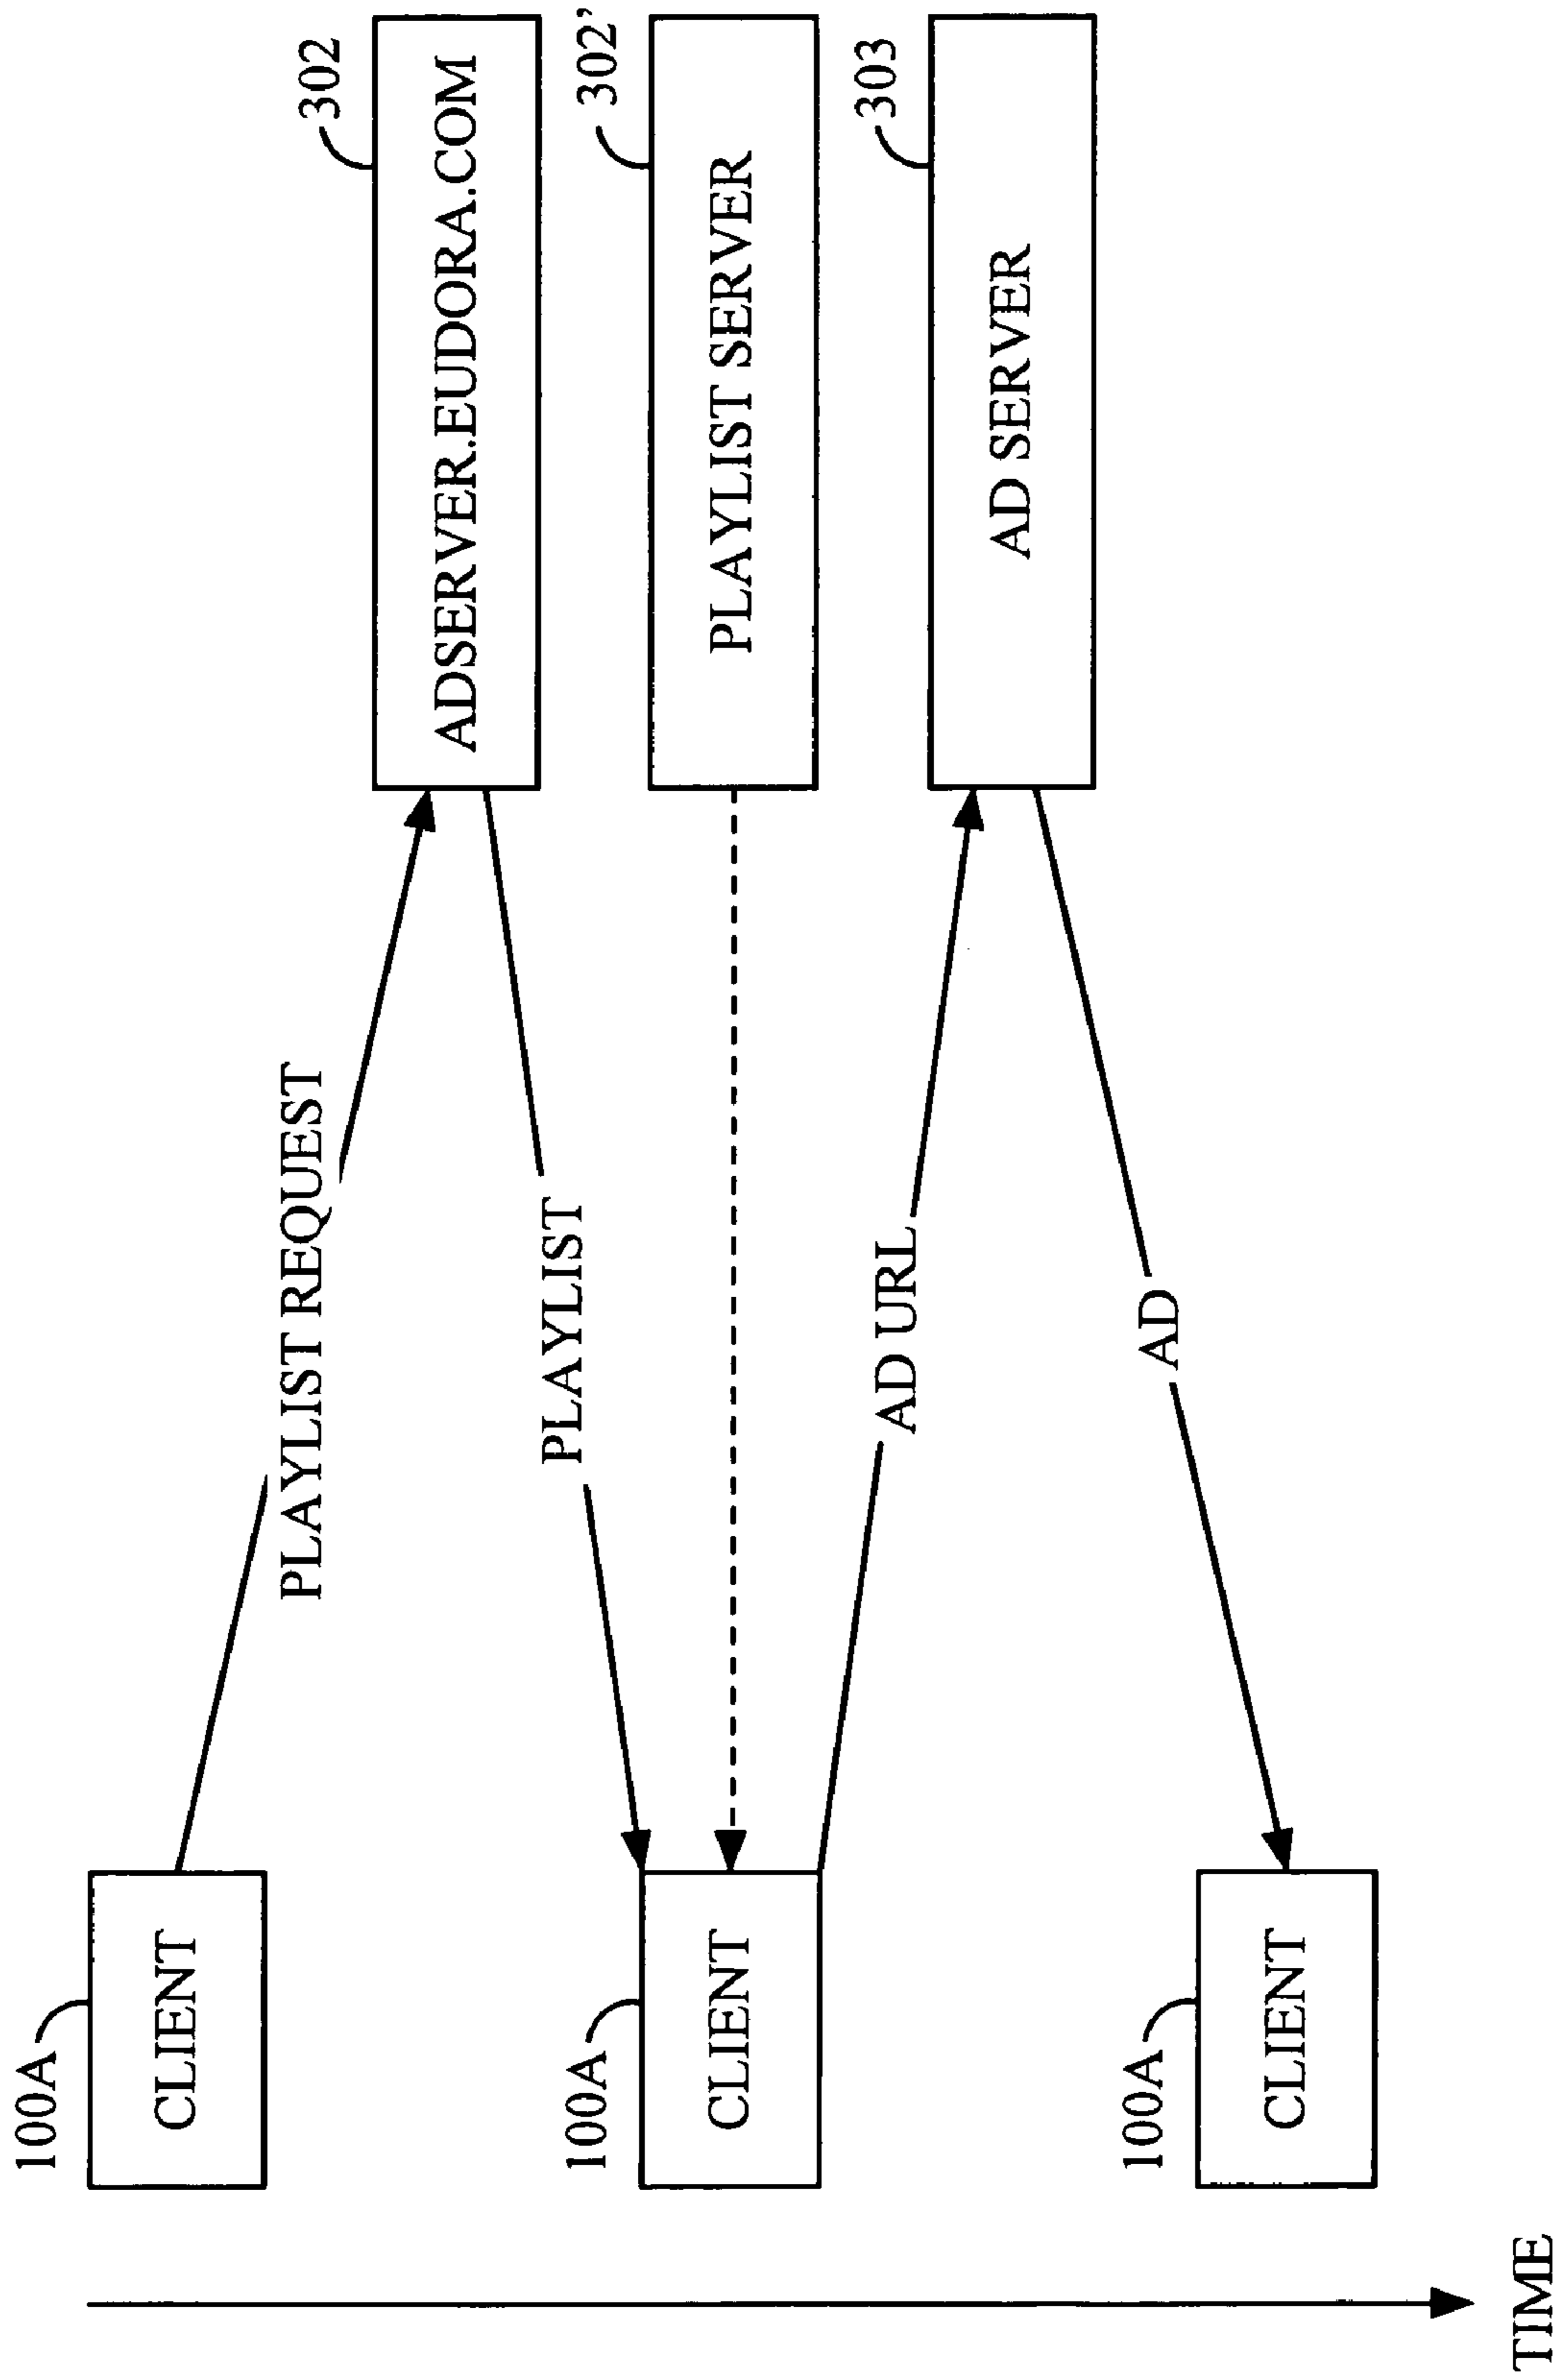 100A
CLIENT
PLAYLIST REQUEST
302
ADSERVER.EUDORA.COM
PLAYLIST
302'
PLAYLIST SERVER
100A
CLIENT
AD URL
303
AD SERVER
AD
100A
CLIENT
TIME